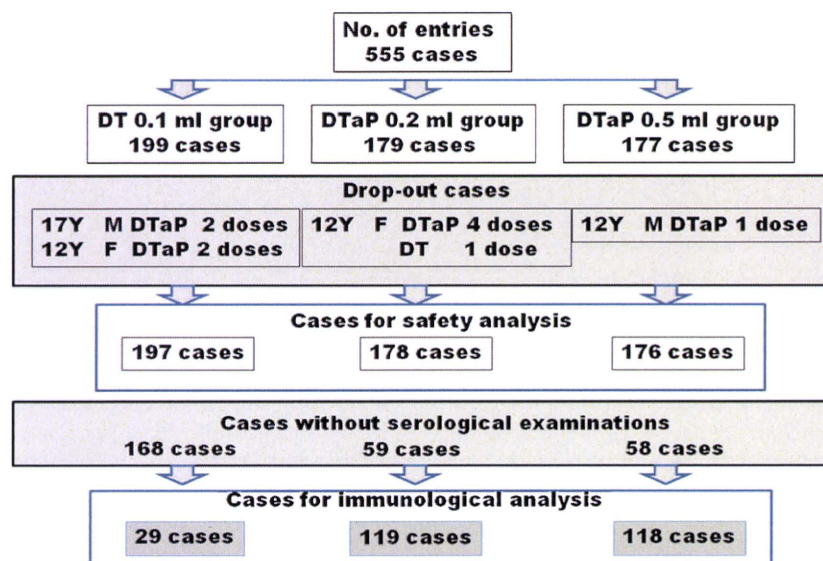 No. of entries
555 cases
DT 0.1 ml group
199 cases
DTaP 0.2 ml group
179 cases
DTaP 0.5 ml group
177 cases
Drop-out cases
17Y M DTaP 2 doses
12Y F DTaP 2 doses
12Y F DTaP 4 doses
DT 1 dose
12Y M DTaP 1 dose
Cases for safety analysis
197 cases
178 cases
176 cases
Cases without serological examinations
168 cases
59 cases
58 cases
Cases for immunological analysis
29 cases
119 cases
118 cases